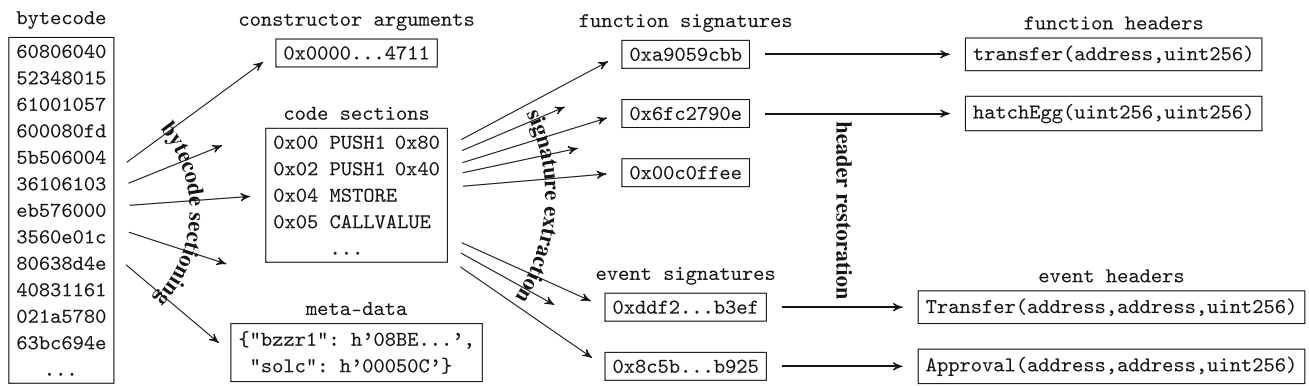 bytecode
60806040
52348015
61001057
600080fd
5b506004
36106103
eb576000
3560e01c
80638d4e
40831161
021a5780
63bc694e
...
bytecode sectioning
constructor arguments
0x0000...4711
code sections
0x00 PUSH1 0x80
0x02 PUSH1 0x40
0x04 MSTORE
0x05 CALLVALUE
...
meta-data
{"bzzr1": h'08BE...',
"solc": h'00050C'}
signature extraction
function signatures
0xa9059cbb
0x6fc2790e
0x00c0ffee
event signatures
0xddf2...b3ef
0x8c5b...b925
header restoration
function headers
transfer(address,uint256)
hatchEgg(uint256,uint256)
event headers
Transfer(address,address,uint256)
Approval(address,address,uint256)